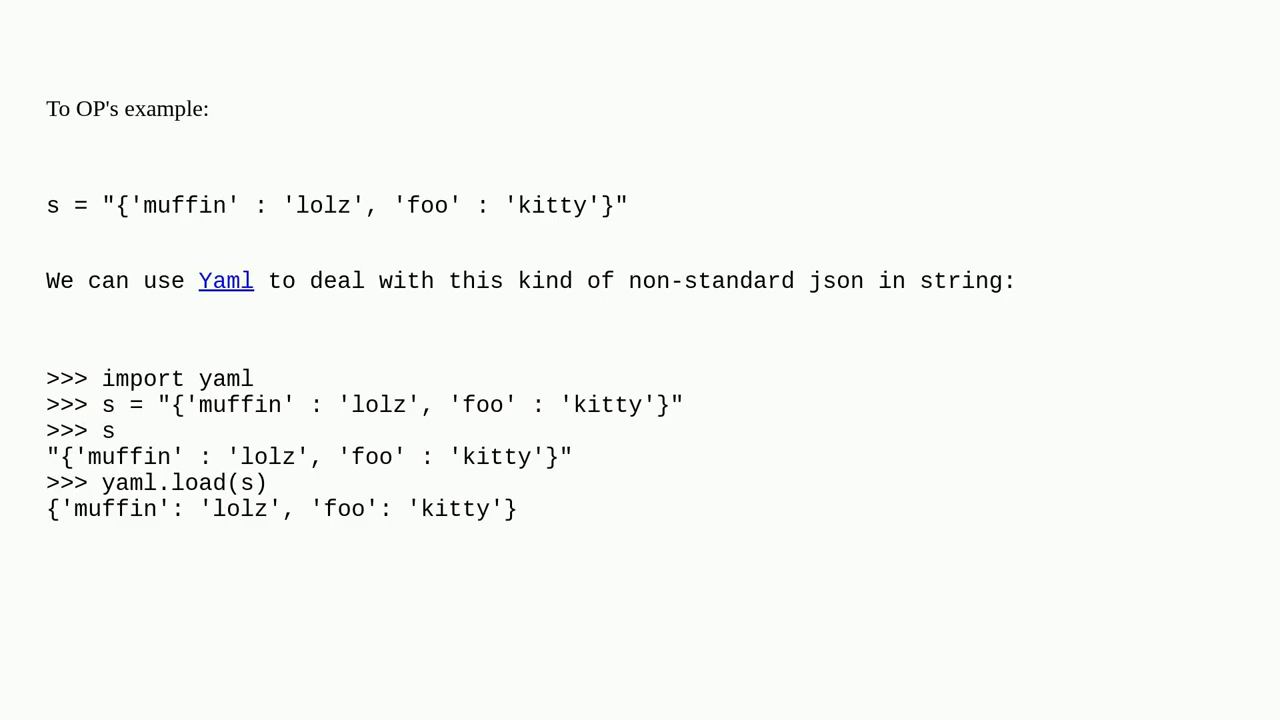 To OP's example:
s = "{'muffin' : 'lolz', 'foo' : 'kitty'}"
We can use Yaml to deal with this kind of non-standard json in string:
>>> import yaml
>>> s = "{'muffin' : 'lolz', 'foo' : 'kitty'}"
>>> s
"{'muffin' : 'lolz', 'foo' : 'kitty'}"
>>> yaml.load(s)
{'muffin': 'lolz', 'foo': 'kitty'}